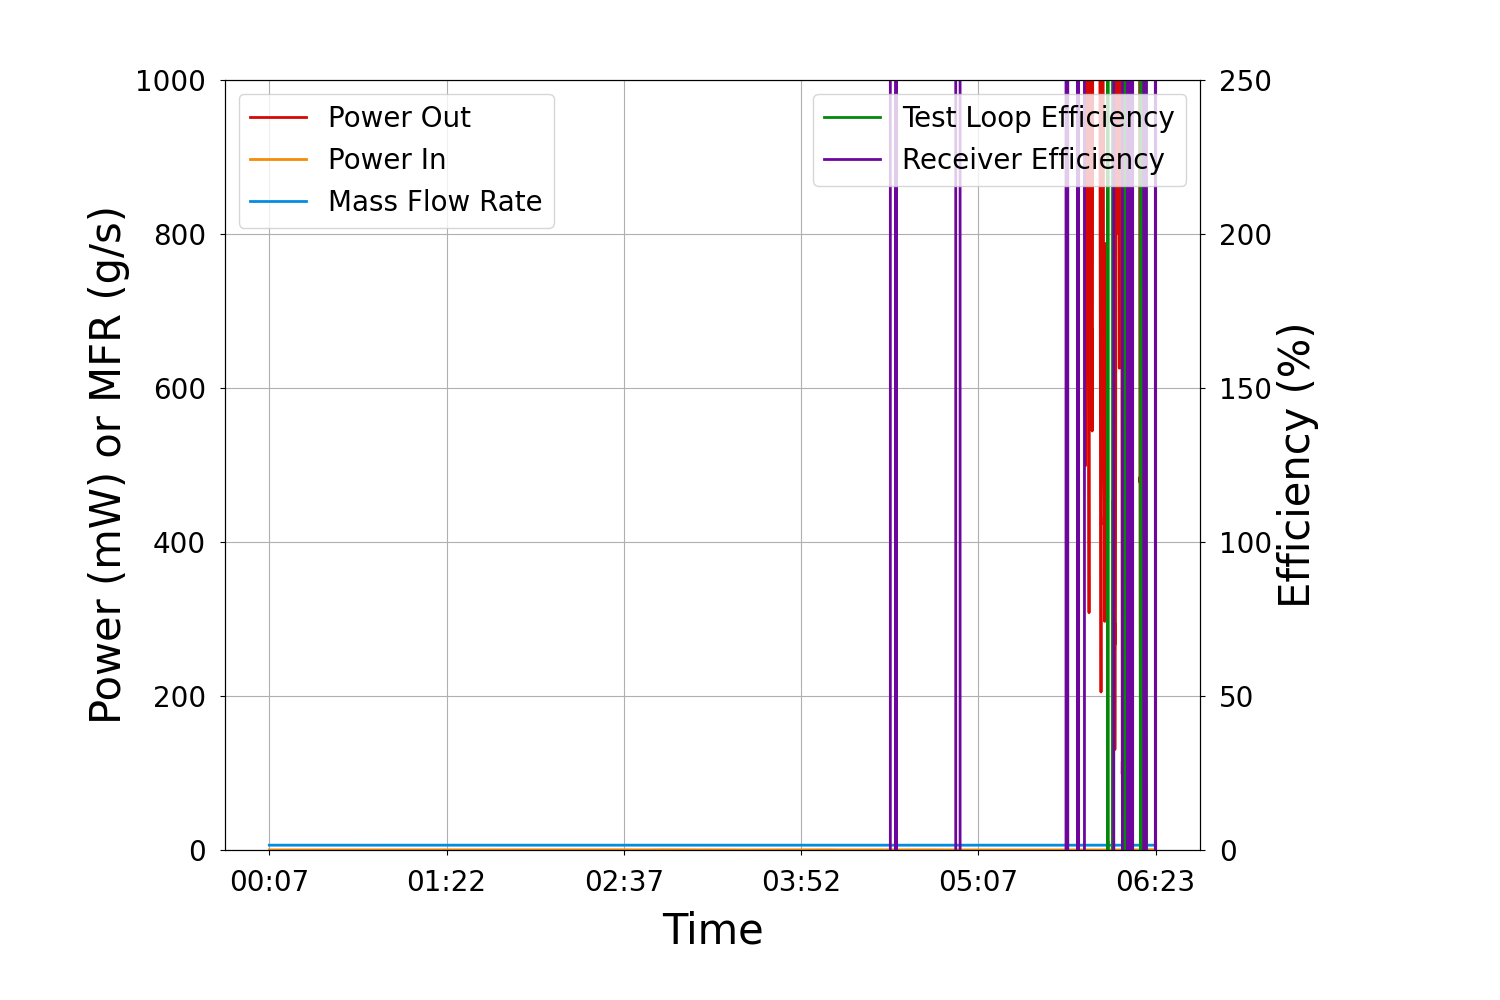 1000
800
600
400
200
0
Power (mW) or MFR (g/s)
Power Out
Power In
Mass Flow Rate
Test Loop Efficiency
Receiver Efficiency
250
200
150
100
50
0
Efficiency (%)
00:07 01:22 02:37 03:52 05:07 06:23
Time